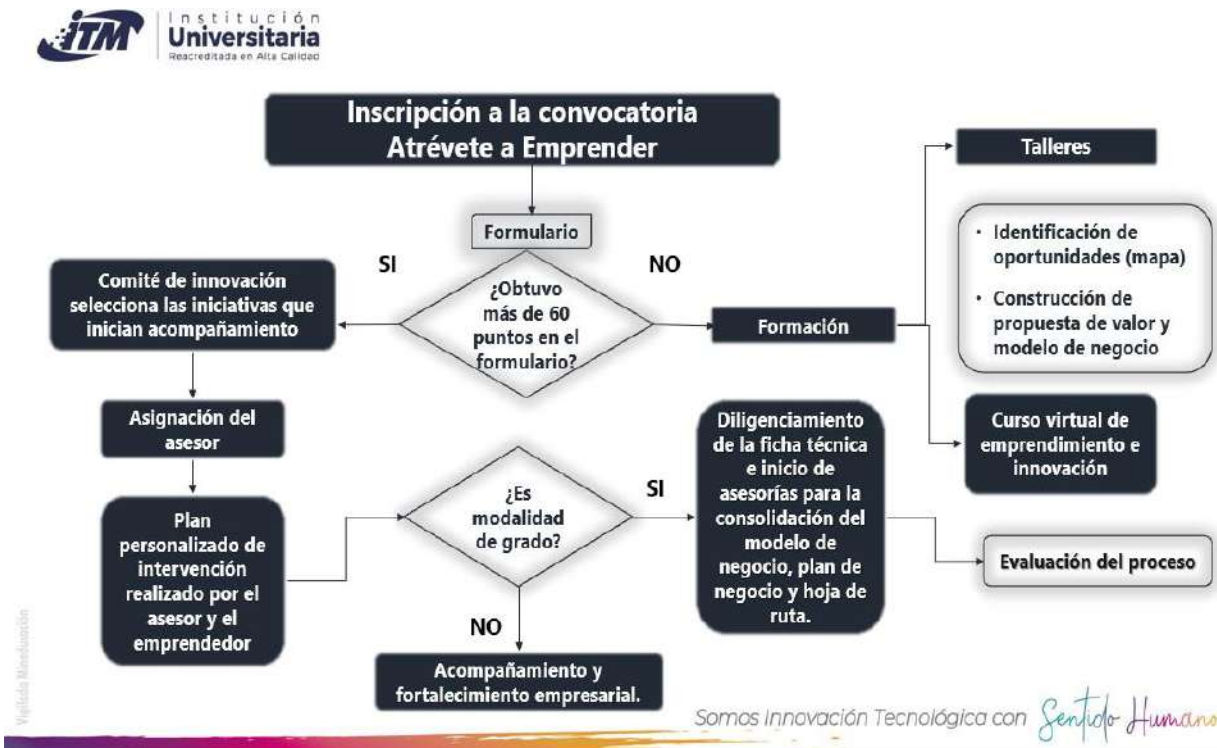 iTM
Institución
Universitaria
Reacreditada en Alta Calidad
Inscripción a la convocatoria
Atrévete a Emprender
Formulario
SI
NO
¿Obtuvo
más de 60
puntos en el
formulario?
Comité de innovación
selecciona las iniciativas que
inician acompañamiento
Formación
Talleres
• Identificación de
oportunidades (mapa)
• Construcción de
propuesta de valor y
modelo de negocio
Curso virtual de
emprendimiento e
innovación
Asignación del
asesor
Plan
personalizado de
intervención
realizado por el
asesor y el
emprendedor
¿Es
modalidad
de grado?
SI
NO
Diligenciamiento
de la ficha técnica
e inicio de
asesorías para la
consolidación del
modelo de
negocio, plan de
negocio y hoja de
ruta.
Evaluación del proceso
Acompañamiento y
fortalecimiento empresarial.
Vigilada Mineducación
Somos Innovación Tecnológica con Sentido Humano